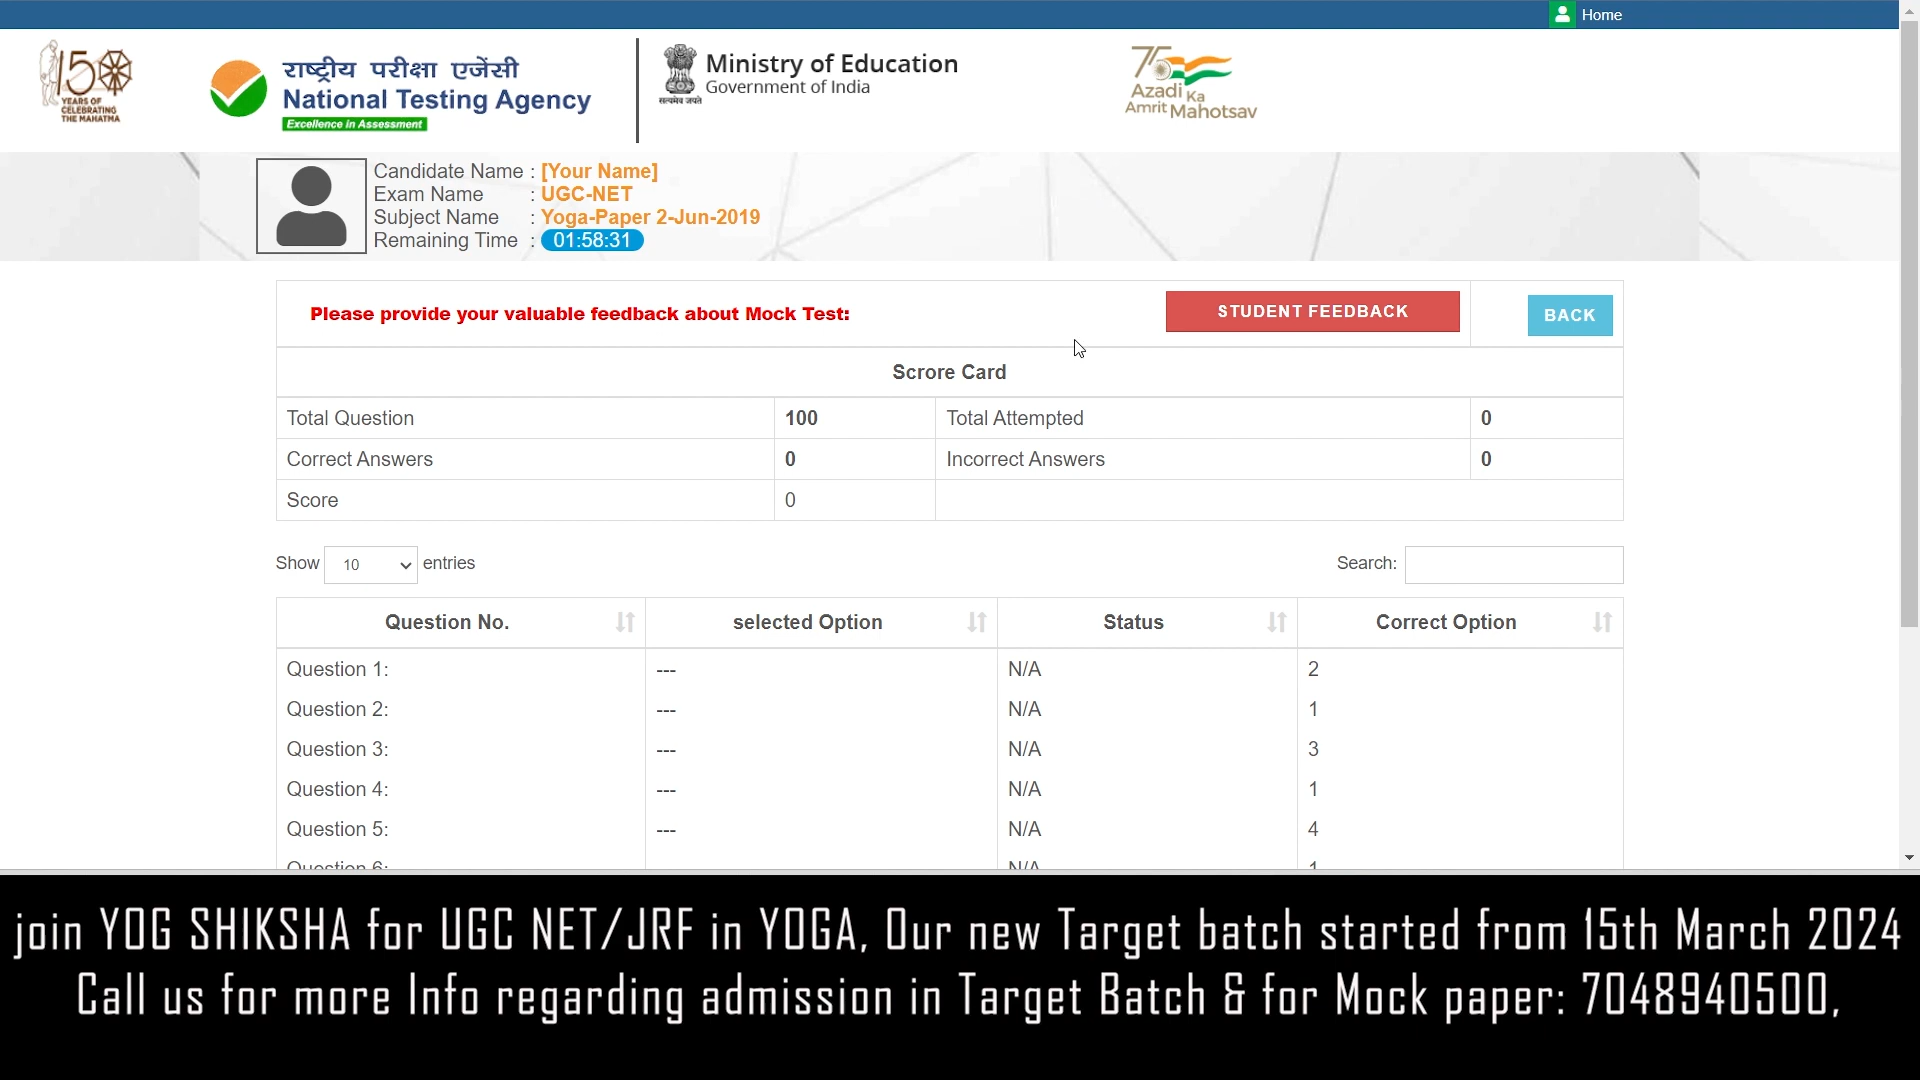 Home
150
YEARS OF
CELEBRATING
THE MAHATMA
राष्ट्रीय परीक्षा एजेंसी
National Testing Agency
Excellence in Assessment
सत्यमेव जयते
Ministry of Education
Government of India
75
Azadi Ka
Amrit Mahotsav
Candidate Name : [Your Name]
Exam Name : UGC-NET
Subject Name : Yoga-Paper 2-Jun-2019
Remaining Time : 01:58:31
Please provide your valuable feedback about Mock Test: STUDENT FEEDBACK BACK
Scrore Card
Total Question 100 Total Attempted 0
Correct Answers 0 Incorrect Answers 0
Score 0
Show 10 entries Search:
Question No. selected Option Status Correct Option
Question 1: --- N/A 2
Question 2: --- N/A 1
Question 3: --- N/A 3
Question 4: --- N/A 1
Question 5: --- N/A 4
Question 6: N/A 1
join YOG SHIKSHA for UGC NET/JRF in YOGA, Our new Target batch started from 15th March 2024
Call us for more Info regarding admission in Target Batch & for Mock paper: 7048940500,